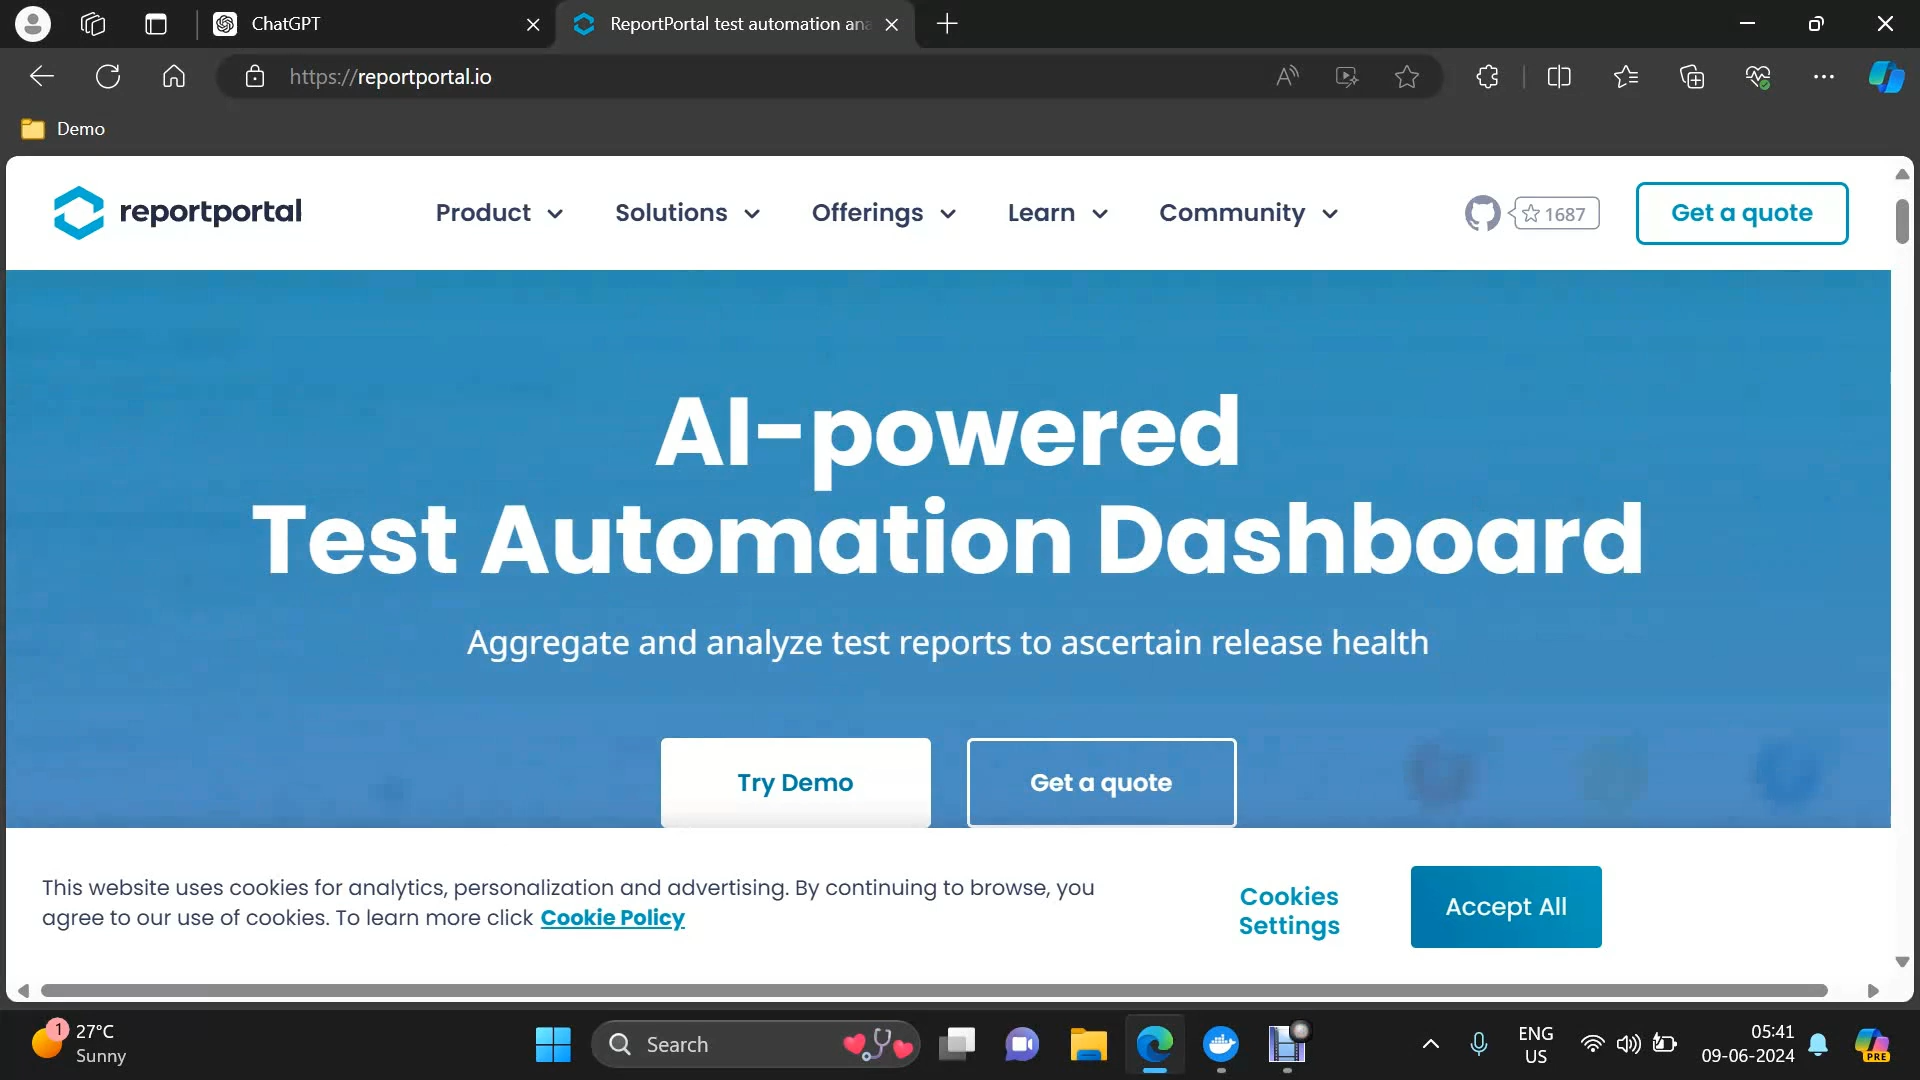 ChatGPT
ReportPortal test automation ana
https://reportportal.io
Demo
reportportal
Product
Solutions
Offerings
Learn
Community
1687
Get a quote
AI-powered
Test Automation Dashboard
Aggregate and analyze test reports to ascertain release health
Try Demo
Get a quote
This website uses cookies for analytics, personalization and advertising. By continuing to browse, you
agree to our use of cookies. To learn more click Cookie Policy
Cookies
Settings
Accept All
1
27°C
Sunny
Search
ENG
US
05:41
09-06-2024
PRE